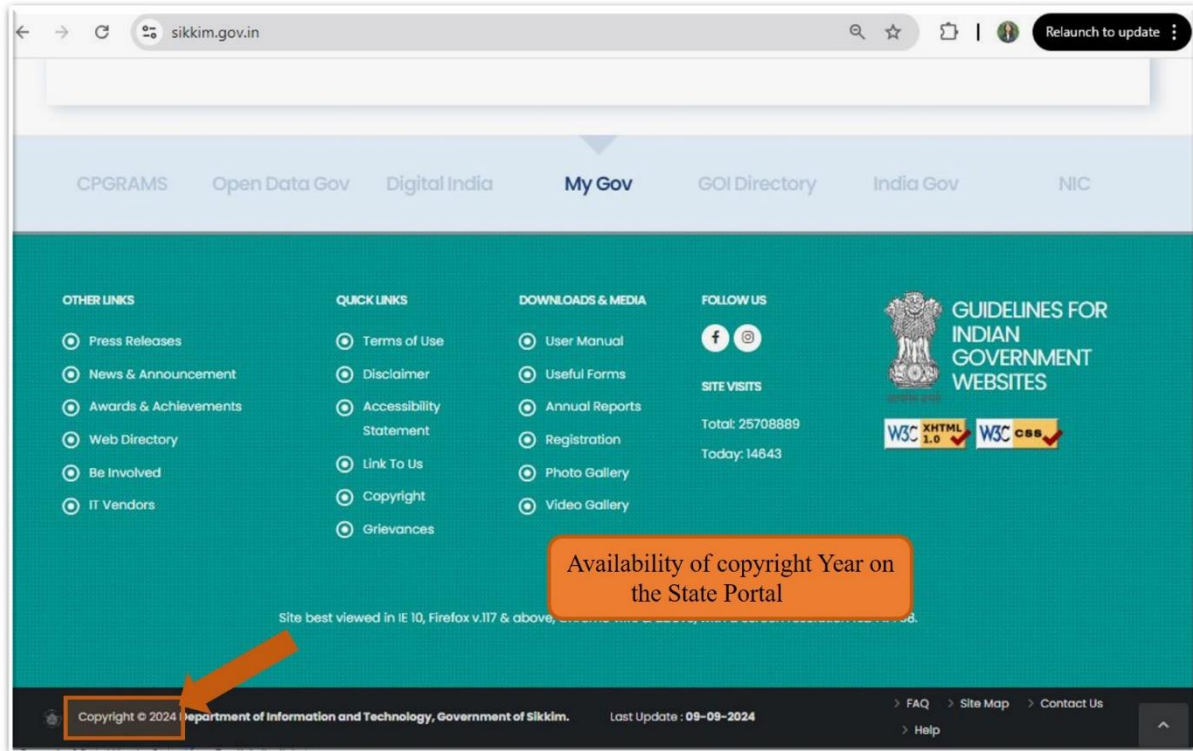 sikkim.gov.in
Relaunch to update
CPGRAMS Open Data Gov Digital India My Gov GOI Directory India Gov NIC
OTHER LINKS
Press Releases
News & Announcement
Awards & Achievements
Web Directory
Be Involved
IT Vendors
QUICK LINKS
Terms of Use
Disclaimer
Accessibility
Statement
Link To Us
Copyright
Grievances
DOWNLOADS & MEDIA
User Manual
Useful Forms
Annual Reports
Registration
Photo Gallery
Video Gallery
FOLLOW US
SITE VISITS
Total: 25708889
Today: 14643
GUIDELINES FOR
INDIAN
GOVERNMENT
WEBSITES
W3C XHTML 1.0
W3C css
Availability of copyright Year on
the State Portal
Site best viewed in IE 10, Firefox v.117 & above,
Copyright © 2024 Department of Information and Technology, Government of Sikkim. Last Update : 09-09-2024
FAQ Site Map Contact Us
Help